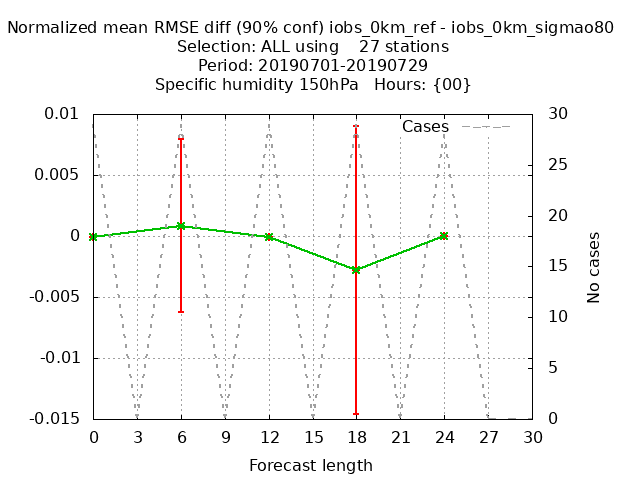 Normalized mean RMSE diff (90% conf) iobs_0km_ref - iobs_0km_sigmao80
Selection: ALL using    27 stations
Period: 20190701-20190729
Specific humidity 150hPa   Hours: {00}
Cases
0.01
0.005
0
-0.005
-0.01
-0.015
30
25
20
15
10
5
0
No cases
0 3 6 9 12 15 18 21 24 27 30
Forecast length